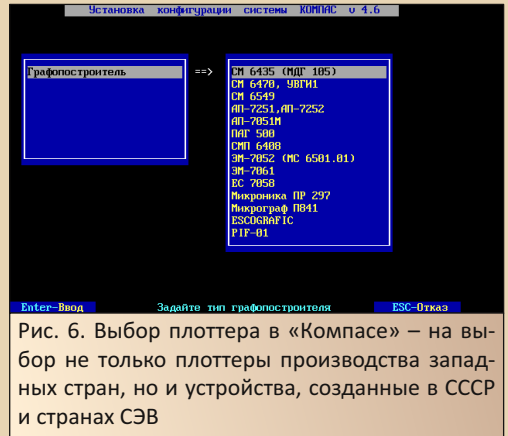 Установка конфигурации системы КОМПАС v 4.6
Графопостроитель ==> СМ 6435 (МДГ 105)
СМ 6470, УВГИ1
СМ 6549
АП-7251,АП-7252
АП-7051М
ПАГ 500
СМП 6408
ЭМ-7052 (МС 6501.01)
ЭМ-7061
ЕС 7058
Микроника ПР 297
Микрограф П841
ESCOGRAFIC
PIF-01
Enter-Ввод Задайте тип графопостроителя ESC-Отказ
Рис. 6. Выбор плоттера в «Компасе» – на вы-
бор не только плоттеры производства запад-
ных стран, но и устройства, созданные в СССР
и странах СЭВ